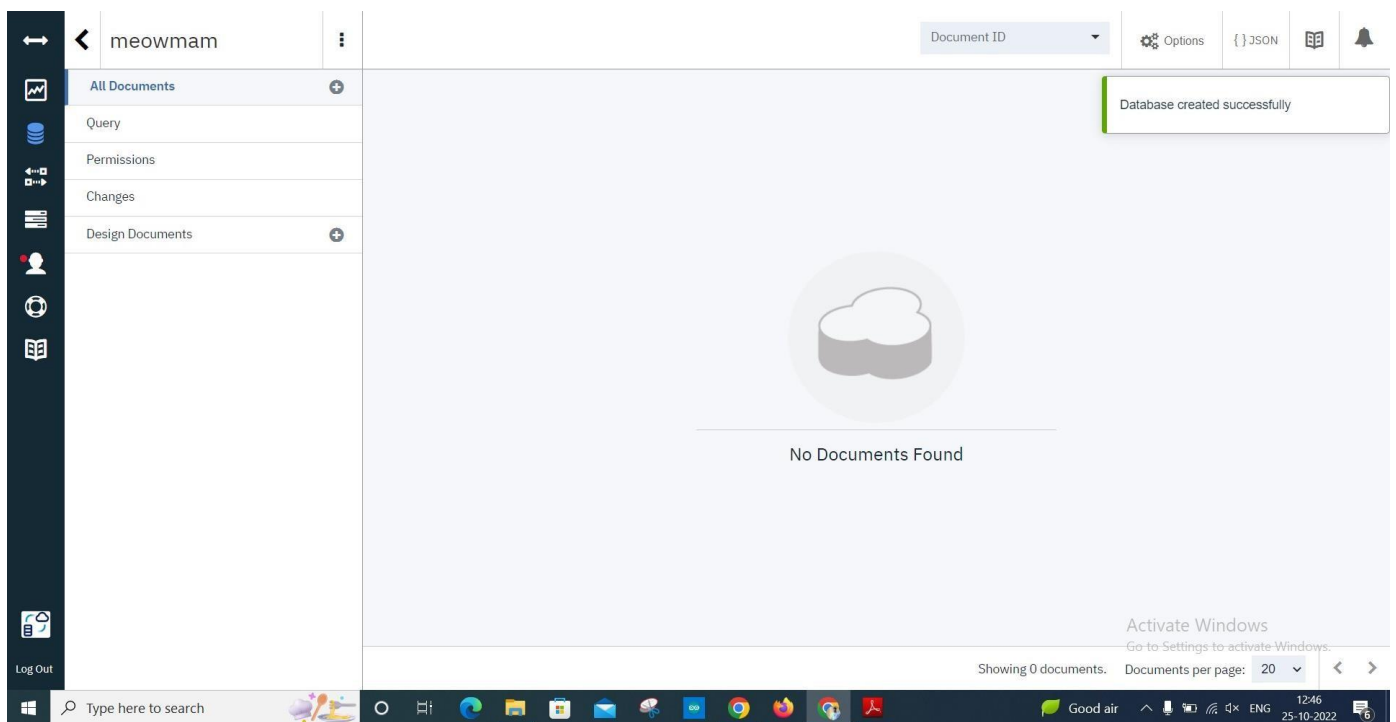 meowmam
Document ID
Options
{ } JSON
All Documents
Query
Permissions
Changes
Design Documents
Database created successfully
No Documents Found
Activate Windows
Go to Settings to activate Windows.
Showing 0 documents.
Documents per page: 20
Log Out
Type here to search
Good air
ENG
12:46
25-10-2022
6